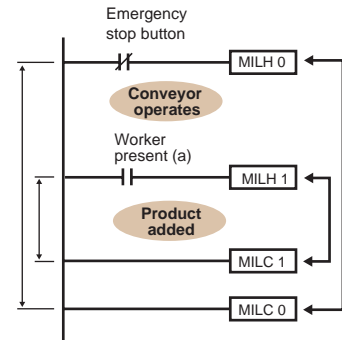 Emergency
stop button
MILH 0
Conveyor
operates
Worker
present (a)
MILH 1
Product
added
MILC 1
MILC 0